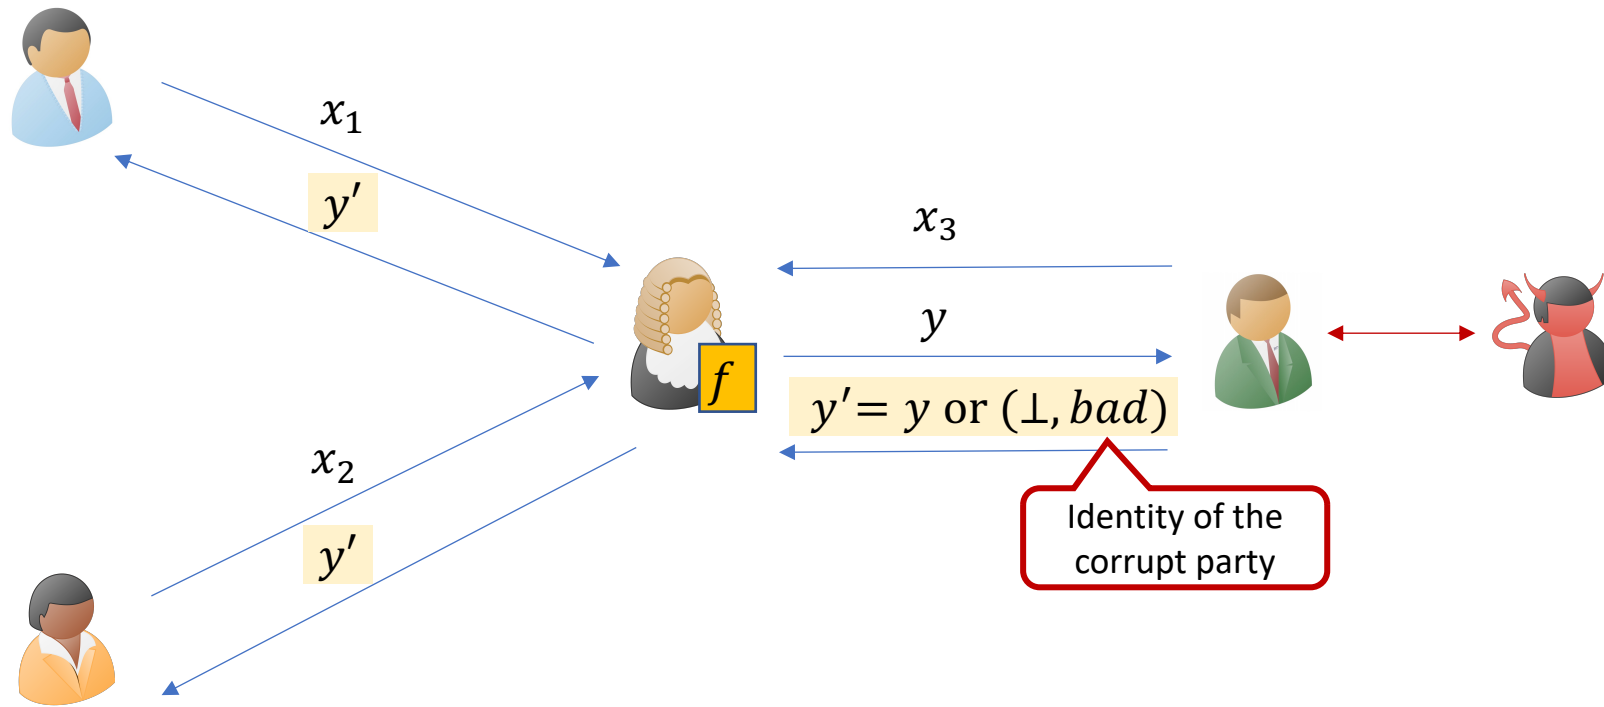 x₁
y′
x₃
y
f
y′= y or (⊥, bad)
x₂
y′
Identity of the
corrupt party